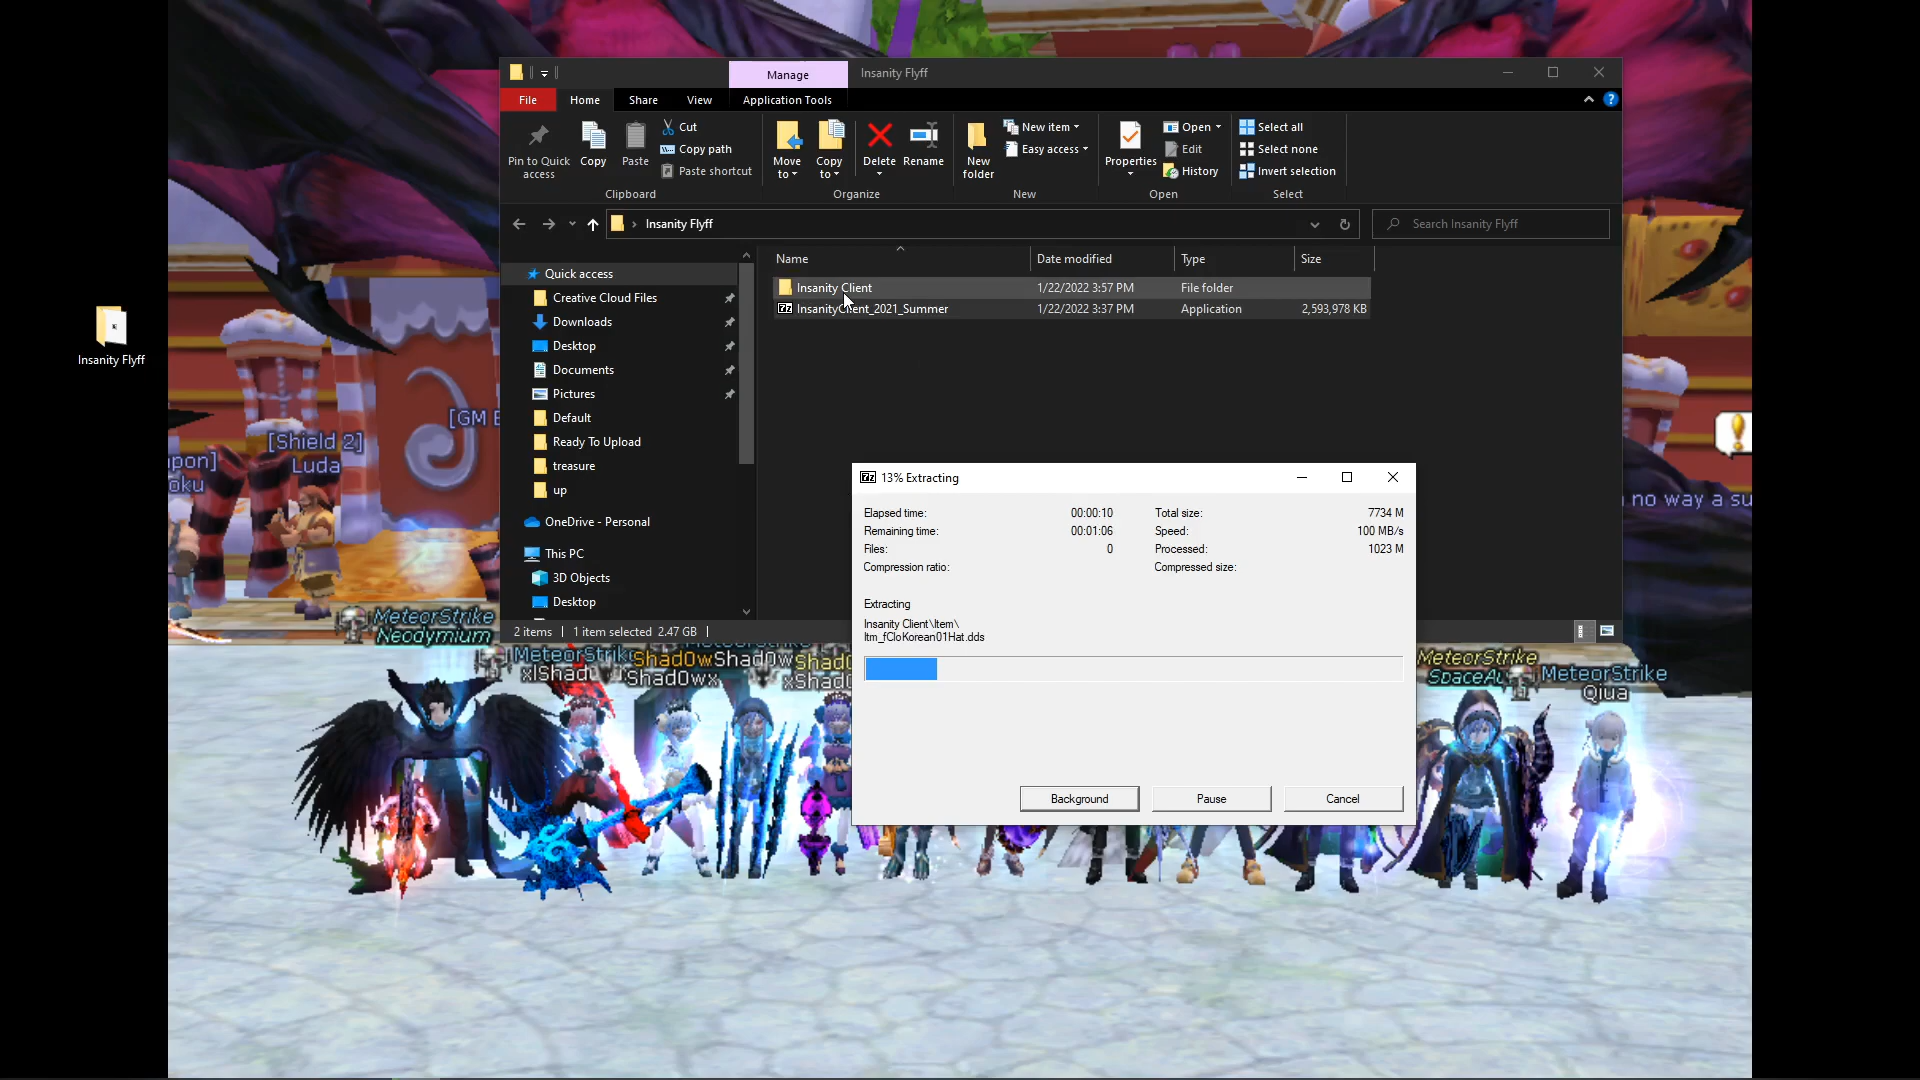 Manage
Insanity Flyff
File
Home
Share
View
Application Tools
Pin to Quick access
Copy
Paste
Cut
Copy path
Paste shortcut
Clipboard
Move to
Copy to
Delete
Rename
Organize
New folder
New item
Easy access
New
Properties
Open
Edit
History
Open
Select all
Select none
Invert selection
Select
Insanity Flyff
Search Insanity Flyff
Name
Date modified
Type
Size
Insanity Client
1/22/2022 3:57 PM
File folder
InsanityClient_2021_Summer
1/22/2022 3:37 PM
Application
2,593,978 KB
Quick access
Creative Cloud Files
Downloads
Desktop
Documents
Pictures
Default
Ready To Upload
treasure
up
OneDrive - Personal
This PC
3D Objects
Desktop
2 items
1 item selected 2.47 GB
Insanity Flyff
13% Extracting
Elapsed time: 00:00:10
Total size: 7734 M
Remaining time: 00:01:06
Speed: 100 MB/s
Files: 0
Processed: 1023 M
Compression ratio:
Compressed size:
Extracting
Insanity Client\Item\
Itm_fCloKorean01Hat.dds
Background
Pause
Cancel
[GM
[Shield 2]
Luda
no way a su
MeteorStrike
Neodymium
Shad0w
Shad0wx
MeteorStrike
MeteorStrike
Qiua